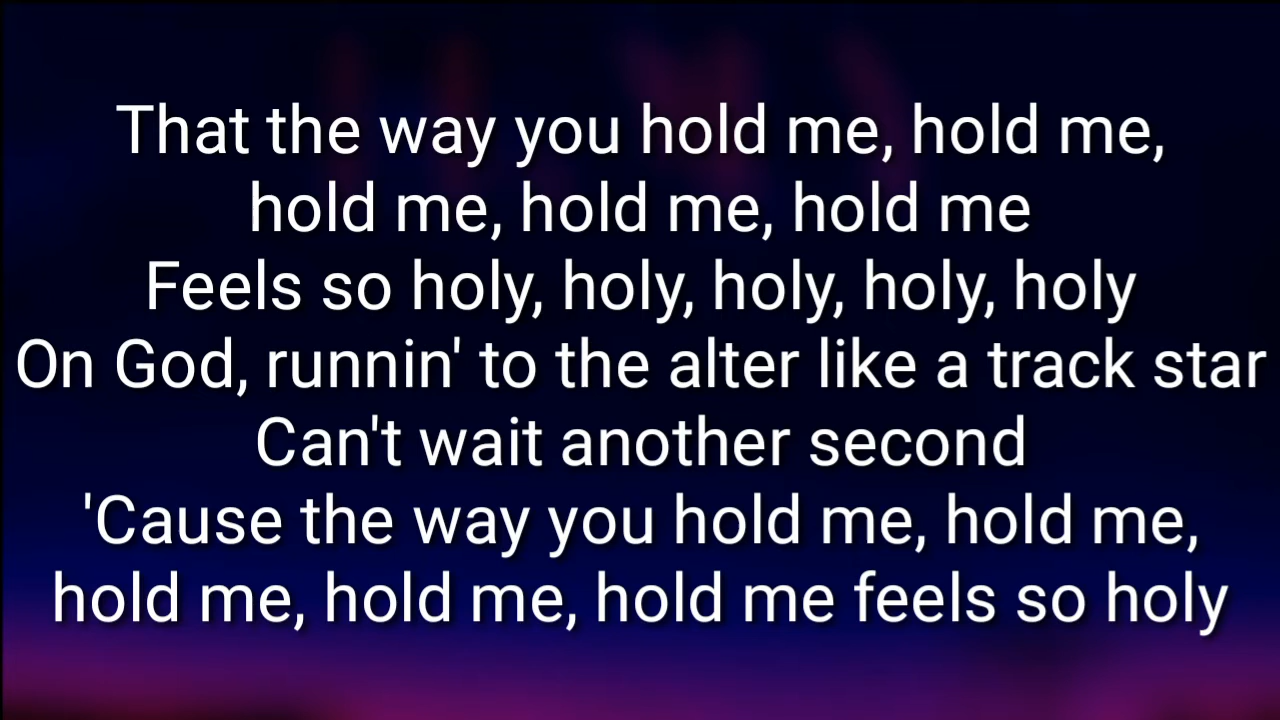 That the way you hold me, hold me,
hold me, hold me, hold me
Feels so holy, holy, holy, holy, holy
On God, runnin' to the alter like a track star
Can't wait another second
'Cause the way you hold me, hold me,
hold me, hold me, hold me feels so holy